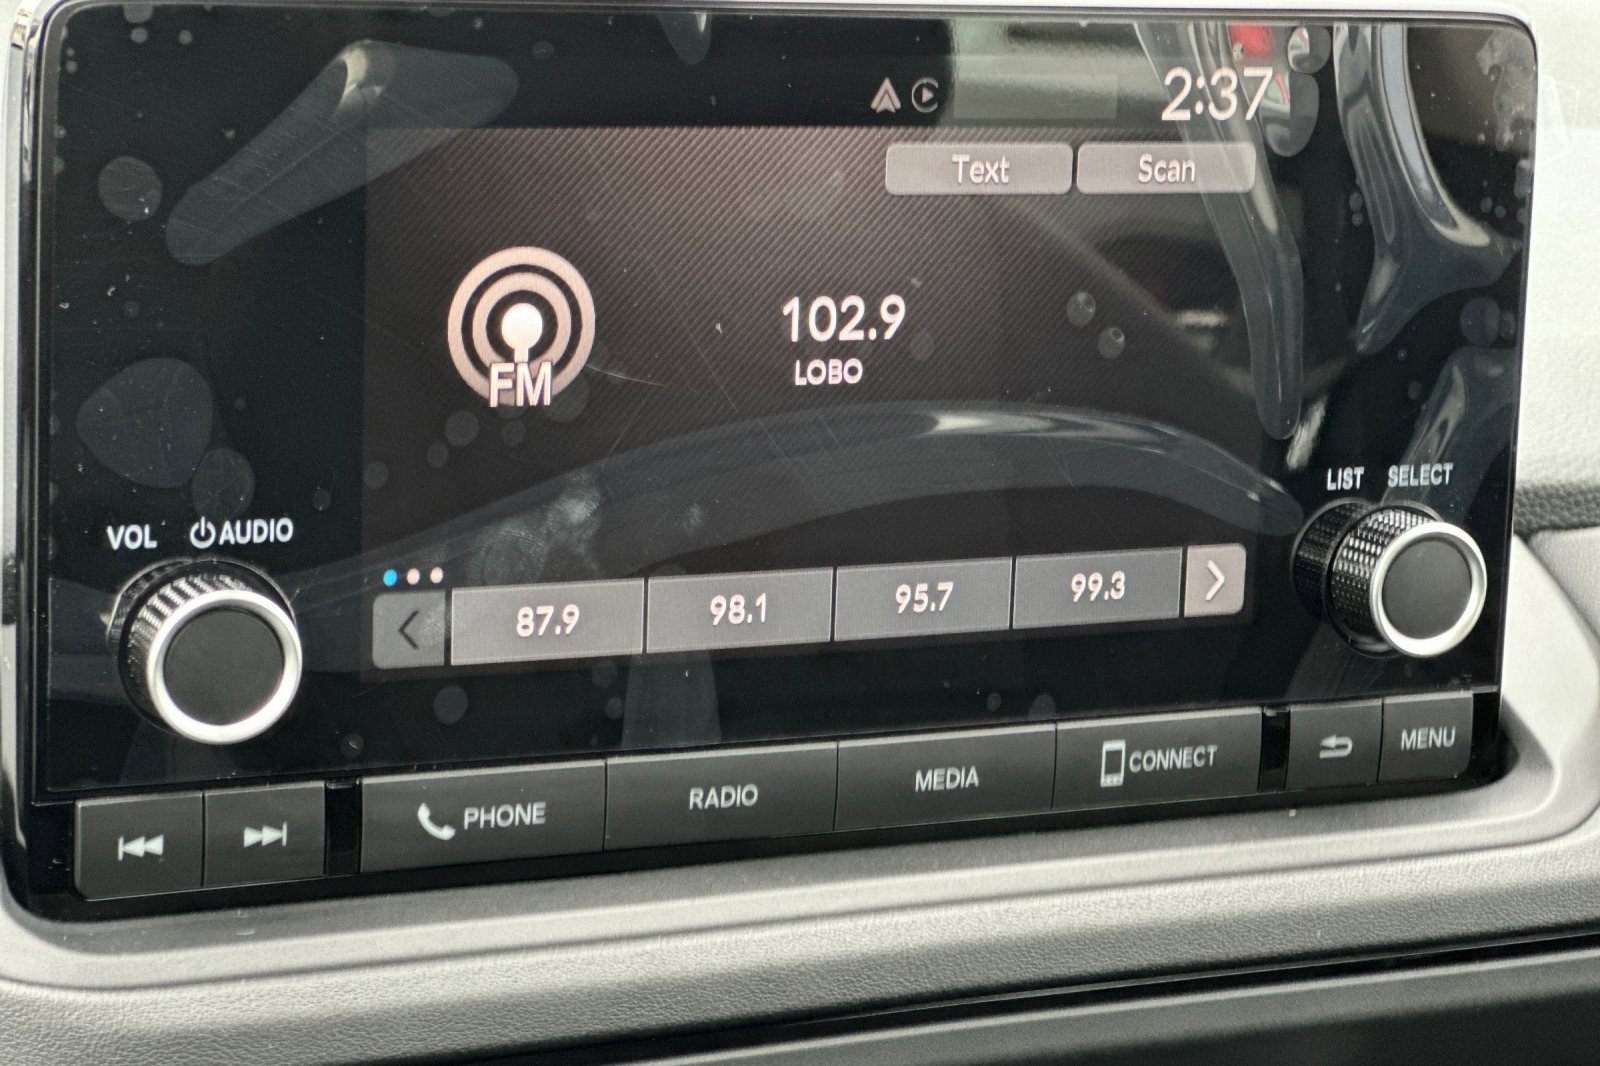 2:37
Text Scan
FM
102.9
LOBO
LIST SELECT
VOL AUDIO
87.9 98.1 95.7 99.3
PHONE RADIO MEDIA CONNECT MENU